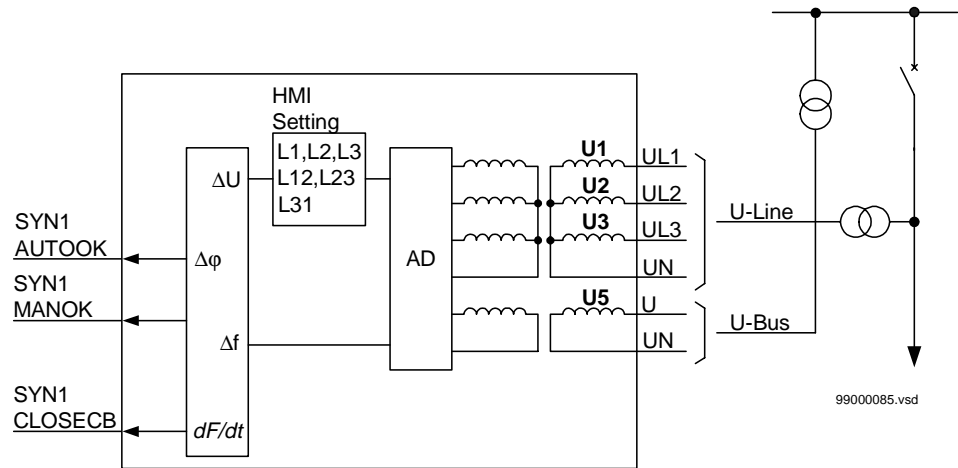 HMI
Setting
L1,L2,L3
L12,L23
L31
ΔU
Δφ
Δf
dF/dt
SYN1
AUTOOK
SYN1
MANOK
SYN1
CLOSECB
AD
U1
UL1
U2
UL2
U3
UL3
UN
U5
U
UN
U-Line
U-Bus
99000085.vsd